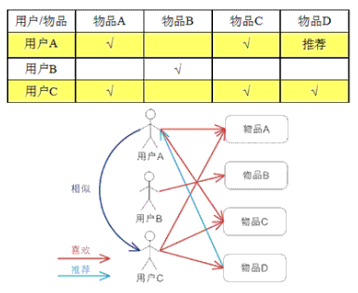 用户/物品 物品A 物品B 物品C 物品D
用户A √ √ 推荐
用户B √
用户C √ √ √
用户A
物品A
相似
用户B
物品B
物品C
喜欢
推荐
用户C
物品D